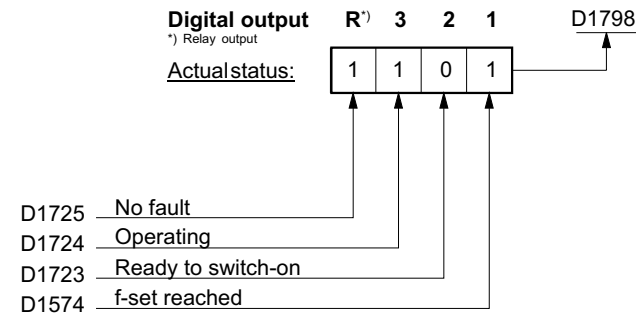 Digital output R*) 3 2 1 D1798
*) Relay output
Actualstatus: 1 1 0 1
D1725 No fault
D1724 Operating
D1723 Ready to switch-on
D1574 f-set reached